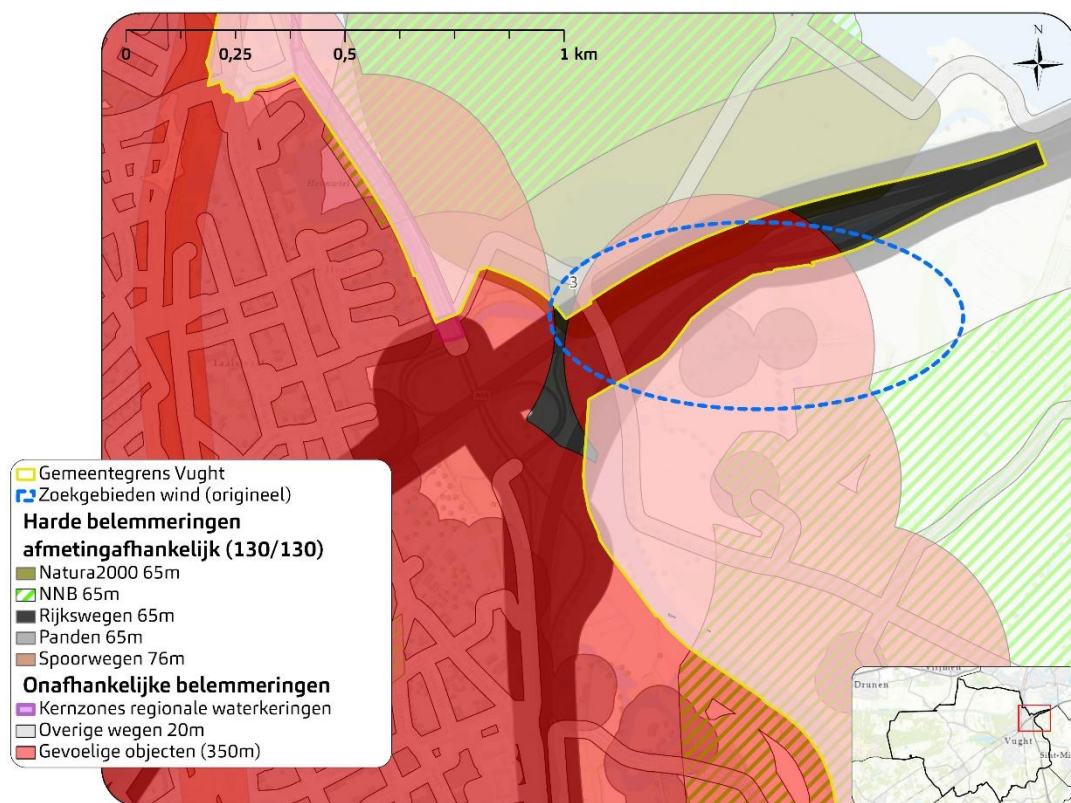 0 0,25 0,5 1 km
N
3
Gemeentegrens Vught
Zoekgebieden wind (origineel)
Harde belemmeringen
afmetingafhankelijk (130/130)
Natura2000 65m
NNB 65m
Rijkswegen 65m
Panden 65m
Spoorwegen 76m
Onafhankelijke belemmeringen
Kernzones regionale waterkeringen
Overige wegen 20m
Gevoelige objecten (350m)
Vlijmen
Drunen
Vught